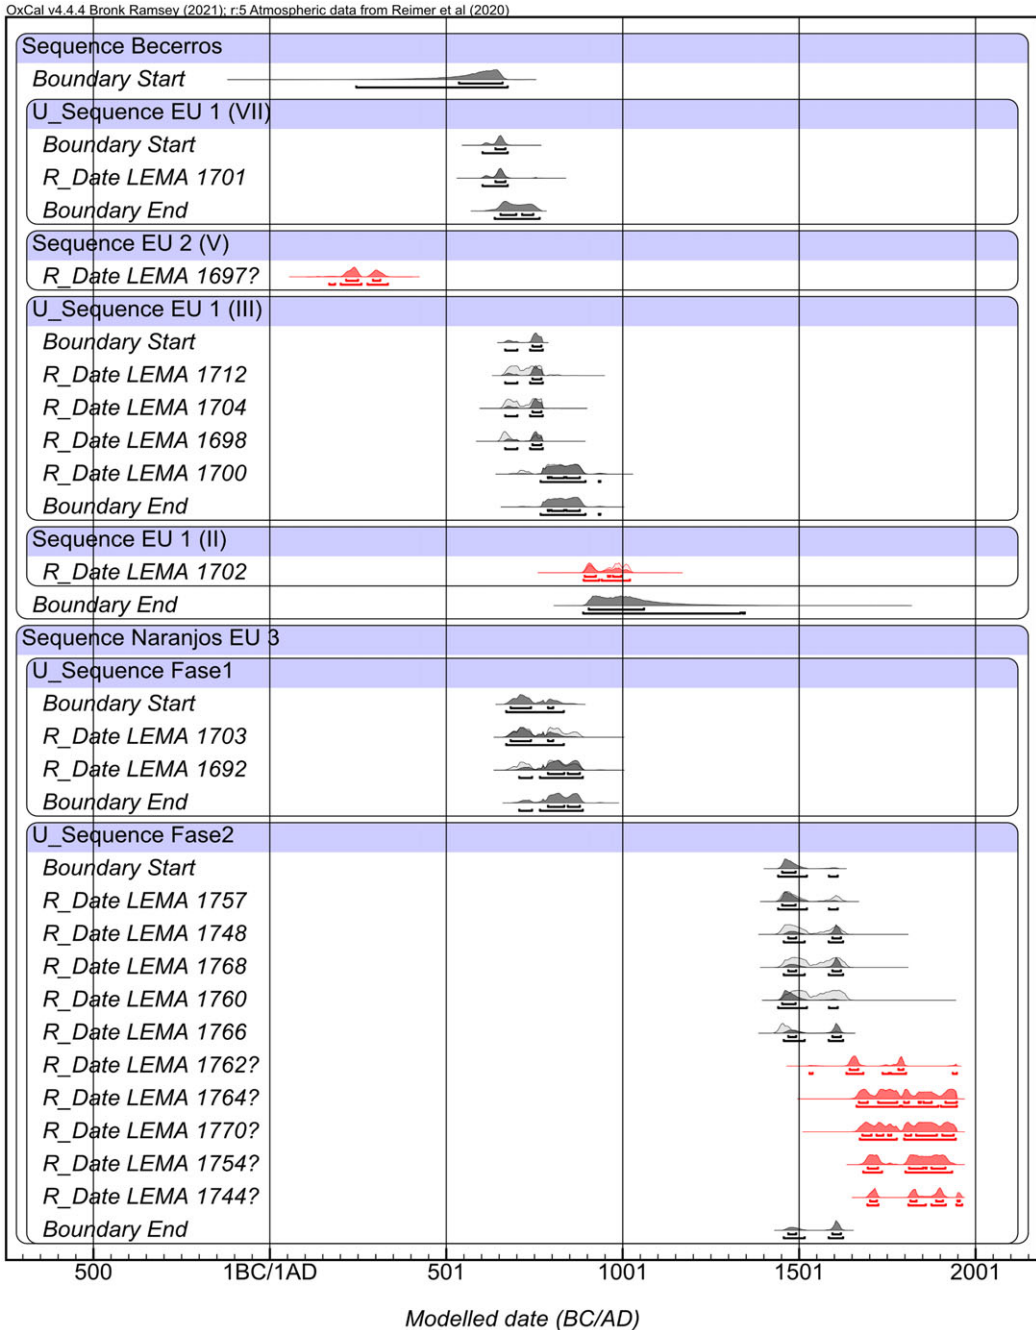 OxCal v4.4.4 Bronk Ramsey (2021); r:5 Atmospheric data from Reimer et al (2020)
Sequence Becerros
Boundary Start
U_Sequence EU 1 (VII)
Boundary Start
R_Date LEMA 1701
Boundary End
Sequence EU 2 (V)
R_Date LEMA 1697?
U_Sequence EU 1 (III)
Boundary Start
R_Date LEMA 1712
R_Date LEMA 1704
R_Date LEMA 1698
R_Date LEMA 1700
Boundary End
Sequence EU 1 (II)
R_Date LEMA 1702
Boundary End
Sequence Naranjos EU 3
U_Sequence Fase1
Boundary Start
R_Date LEMA 1703
R_Date LEMA 1692
Boundary End
U_Sequence Fase2
Boundary Start
R_Date LEMA 1757
R_Date LEMA 1748
R_Date LEMA 1768
R_Date LEMA 1760
R_Date LEMA 1766
R_Date LEMA 1762?
R_Date LEMA 1764?
R_Date LEMA 1770?
R_Date LEMA 1754?
R_Date LEMA 1744?
Boundary End
500 1BC/1AD 501 1001 1501 2001
Modelled date (BC/AD)